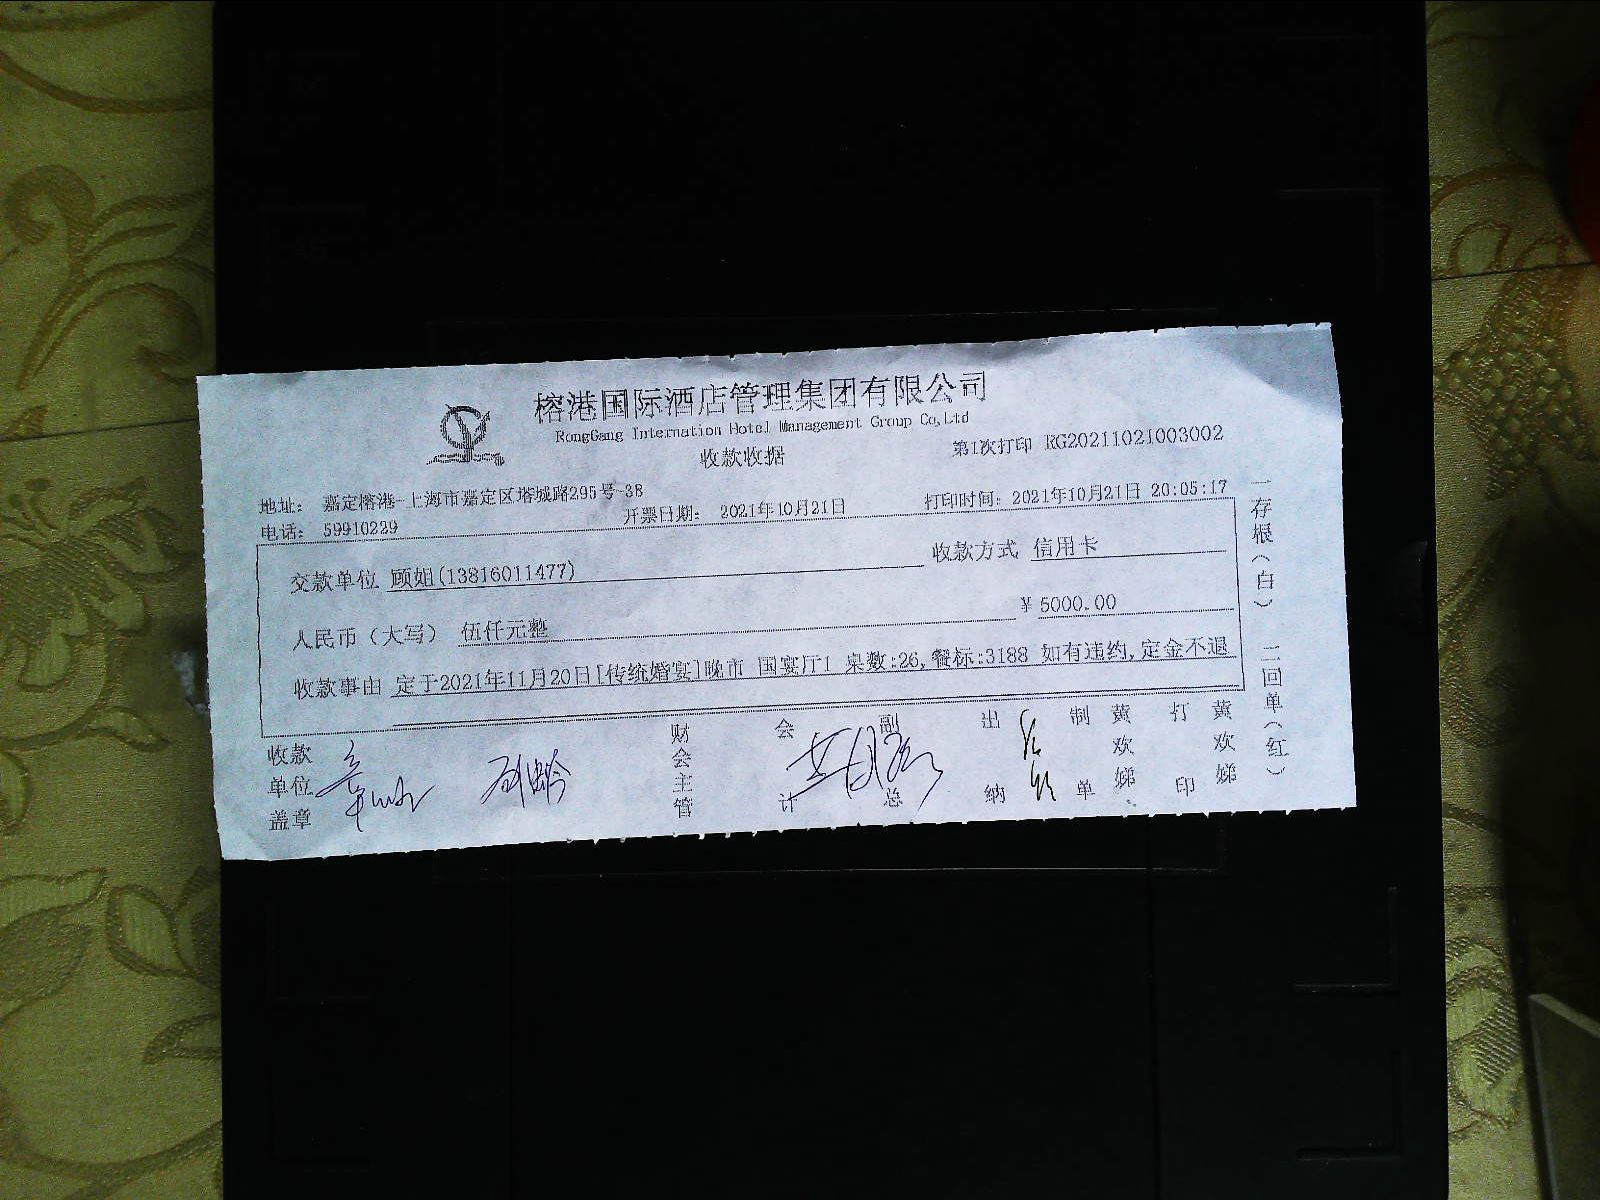 榕港国际酒店管理集团有限公司
RongGang Internation Hotel Management Group Co,Ltd
收款收据
第1次打印 RG20211021003002
地址： 嘉定榕港-上海市嘉定区塔城路295号-38
电话： 59910229
开票日期： 2021年10月21日
打印时间：2021年10月21日 20:05:17
交款单位 顾姐(13816011477)
收款方式 信用卡
人民币（大写） 伍仟元整
¥ 5000.00
收款事由 定于2021年11月20日[传统婚宴]晚市 国宴厅1 桌数:26,餐标:3188 如有违约,定金不退
收款单位盖章
财会主管
会计
副总
出纳
制单
黄欢娣
打印
黄欢娣
一存根(白) 二回单(红)